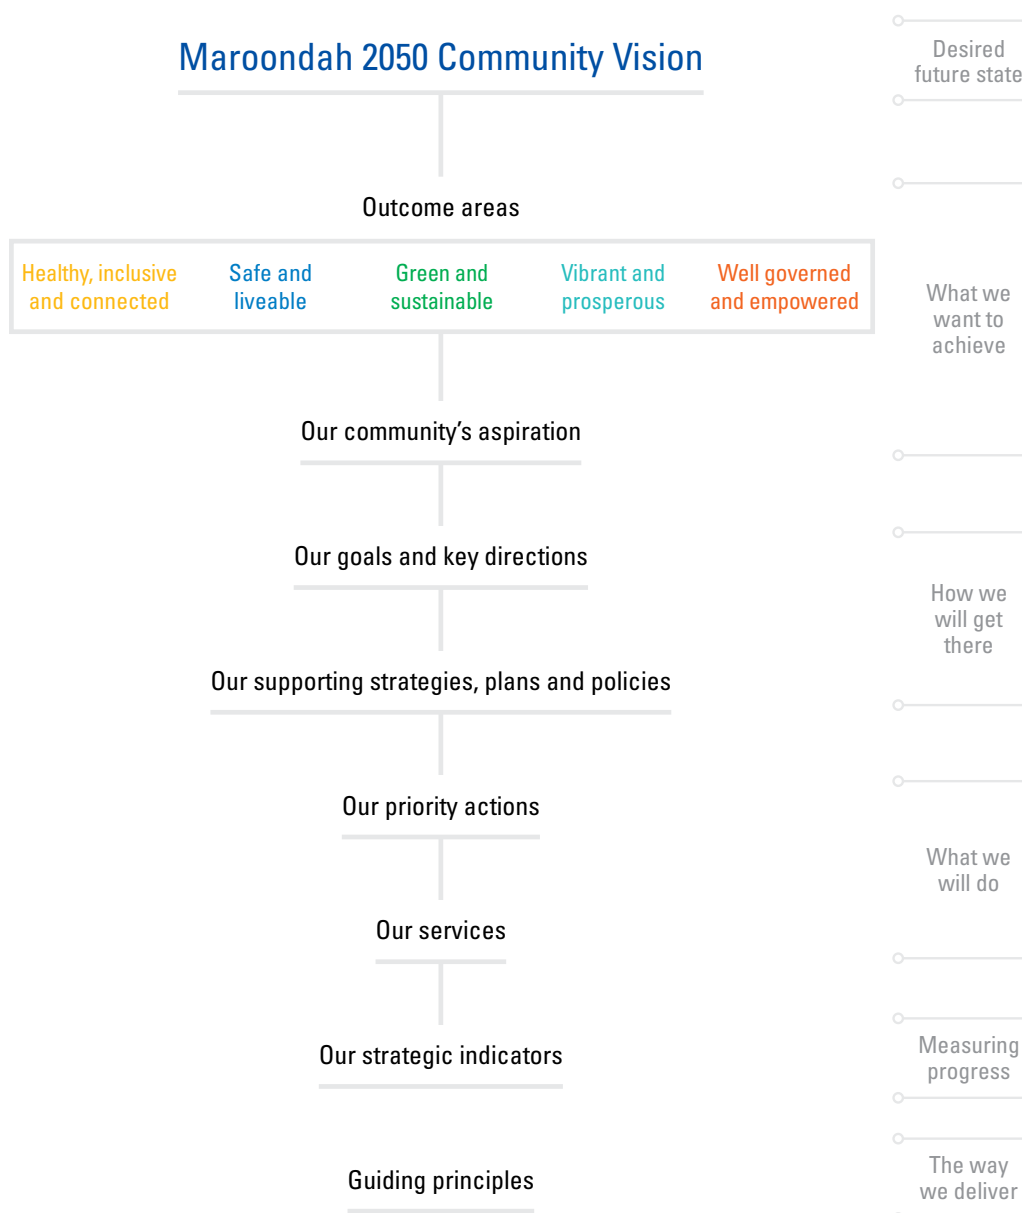 Maroondah 2050 Community Vision
Desired
future state
Outcome areas
Healthy, inclusive
and connected
Safe and
liveable
Green and
sustainable
Vibrant and
prosperous
Well governed
and empowered
What we
want to
achieve
Our community's aspiration
Our goals and key directions
How we
will get
there
Our supporting strategies, plans and policies
Our priority actions
What we
will do
Our services
Our strategic indicators
Measuring
progress
Guiding principles
The way
we deliver